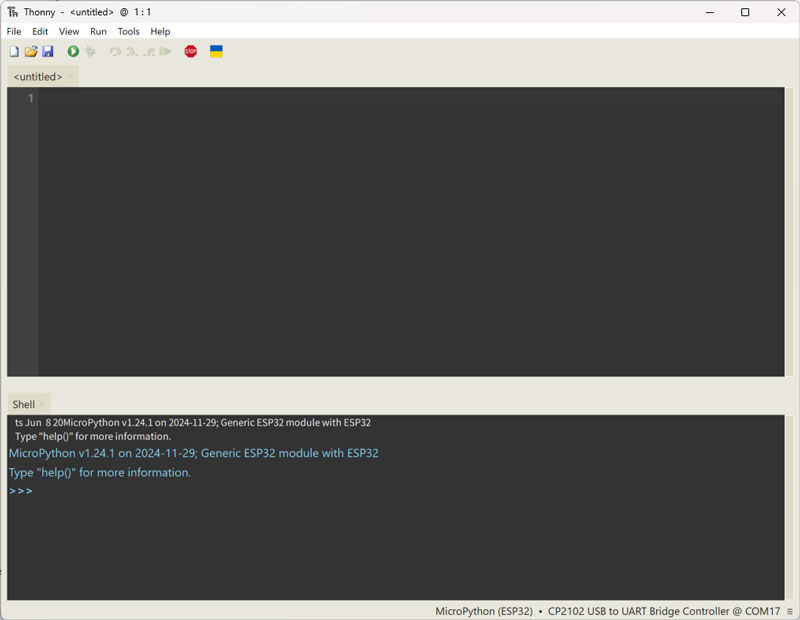 Thonny - <untitled> @ 1:1
File Edit View Run Tools Help
STOP
<untitled>
1
Shell
ts Jun 8 20MicroPython v1.24.1 on 2024-11-29; Generic ESP32 module with ESP32
Type "help()" for more information.
MicroPython v1.24.1 on 2024-11-29; Generic ESP32 module with ESP32
Type "help()" for more information.
>>>
MicroPython (ESP32) • CP2102 USB to UART Bridge Controller @ COM17 ≡